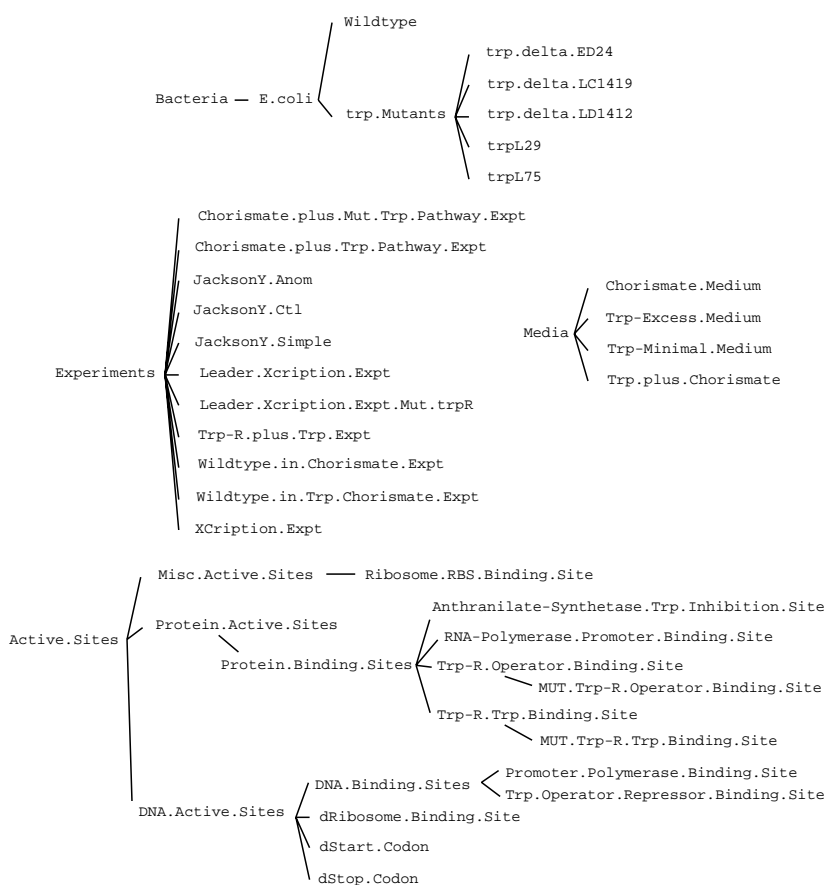 Wildtype
Bacteria E.coli
trp.Mutants
trp.delta.ED24
trp.delta.LC1419
trp.delta.LD1412
trpL29
trpL75
Experiments
Chorismate.plus.Mut.Trp.Pathway.Expt
Chorismate.plus.Trp.Pathway.Expt
JacksonY.Anom
JacksonY.Ctl
JacksonY.Simple
Leader.Xcription.Expt
Leader.Xcription.Expt.Mut.trpR
Trp-R.plus.Trp.Expt
Wildtype.in.Chorismate.Expt
Wildtype.in.Trp.Chorismate.Expt
XCription.Expt
Media
Chorismate.Medium
Trp-Excess.Medium
Trp-Minimal.Medium
Trp.plus.Chorismate
Active.Sites
Misc.Active.Sites
Ribosome.RBS.Binding.Site
Protein.Active.Sites
Protein.Binding.Sites
Anthranilate-Synthetase.Trp.Inhibition.Site
RNA-Polymerase.Promoter.Binding.Site
Trp-R.Operator.Binding.Site
MUT.Trp-R.Operator.Binding.Site
Trp-R.Trp.Binding.Site
MUT.Trp-R.Trp.Binding.Site
DNA.Active.Sites
DNA.Binding.Sites
Promoter.Polymerase.Binding.Site
Trp.Operator.Repressor.Binding.Site
dRibosome.Binding.Site
dStart.Codon
dStop.Codon